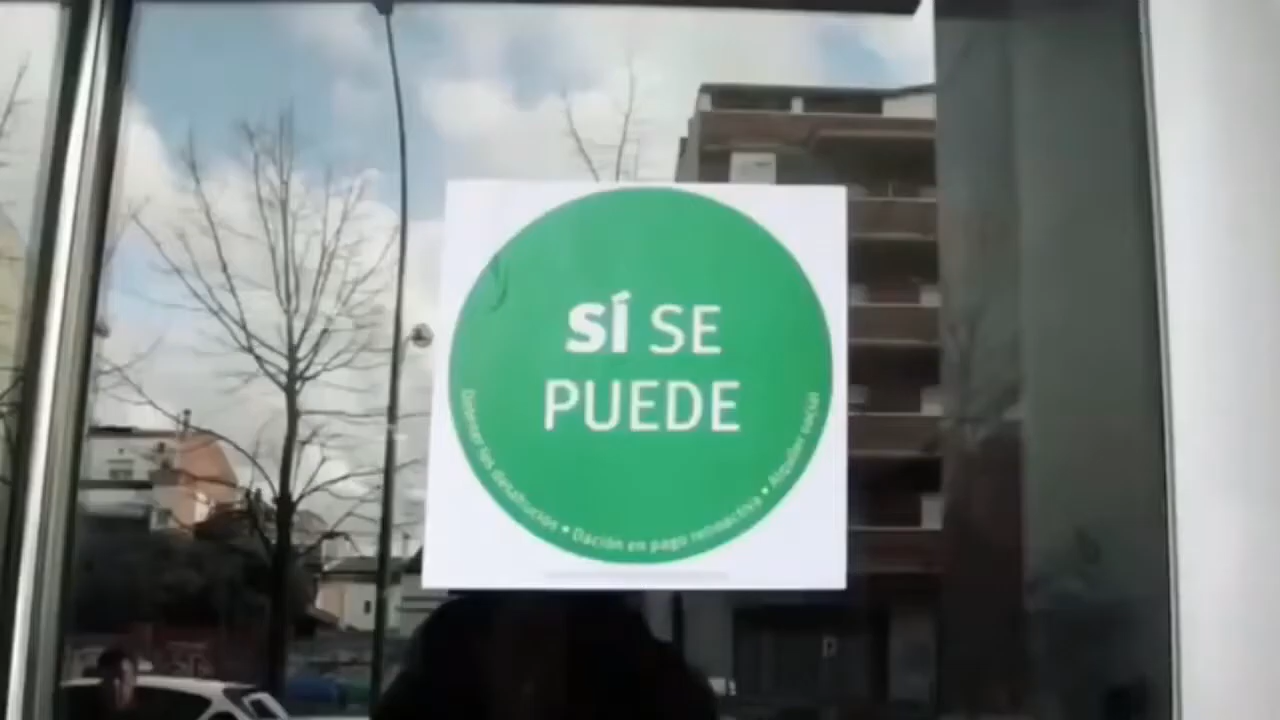 SÍ SE
PUEDE
Detener los desahucios • Dación en pago retroactiva • Alquiler social